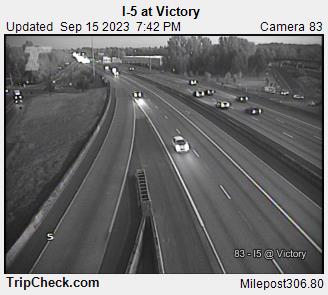 I-5 at Victory
Updated Sep 15 2023 7:42 PM Camera 83
S
83 - I5 @ Victory
TripCheck.com Milepost306.80